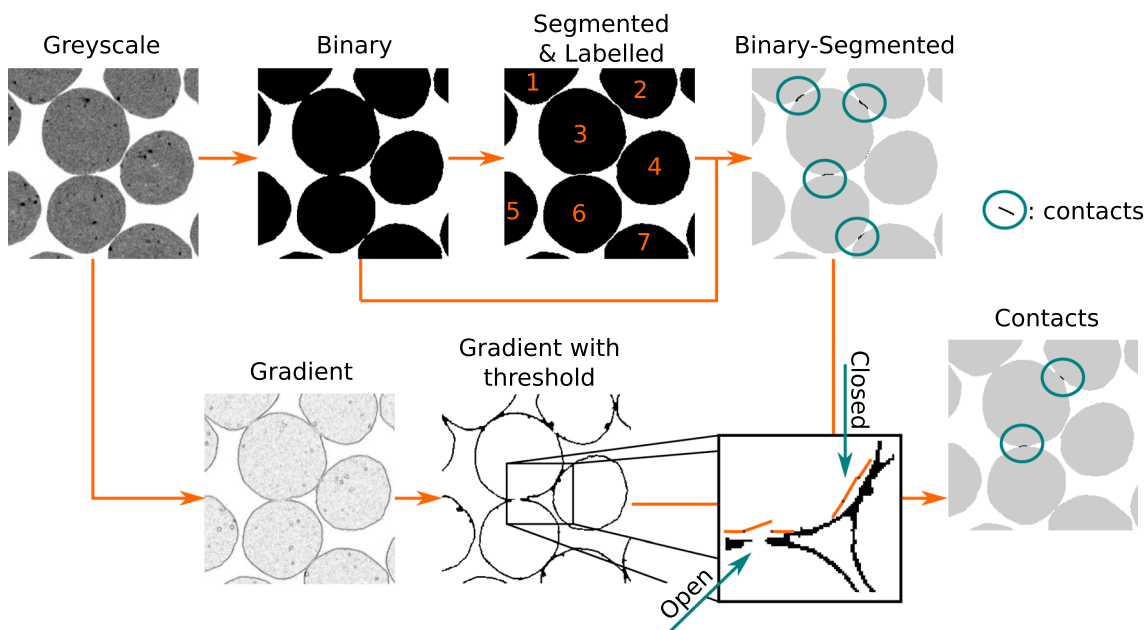 Greyscale
Binary
Segmented
& Labelled
Binary-Segmented
1
2
3
4
5
6
7
: contacts
Contacts
Gradient
Gradient with
threshold
Closed
Open